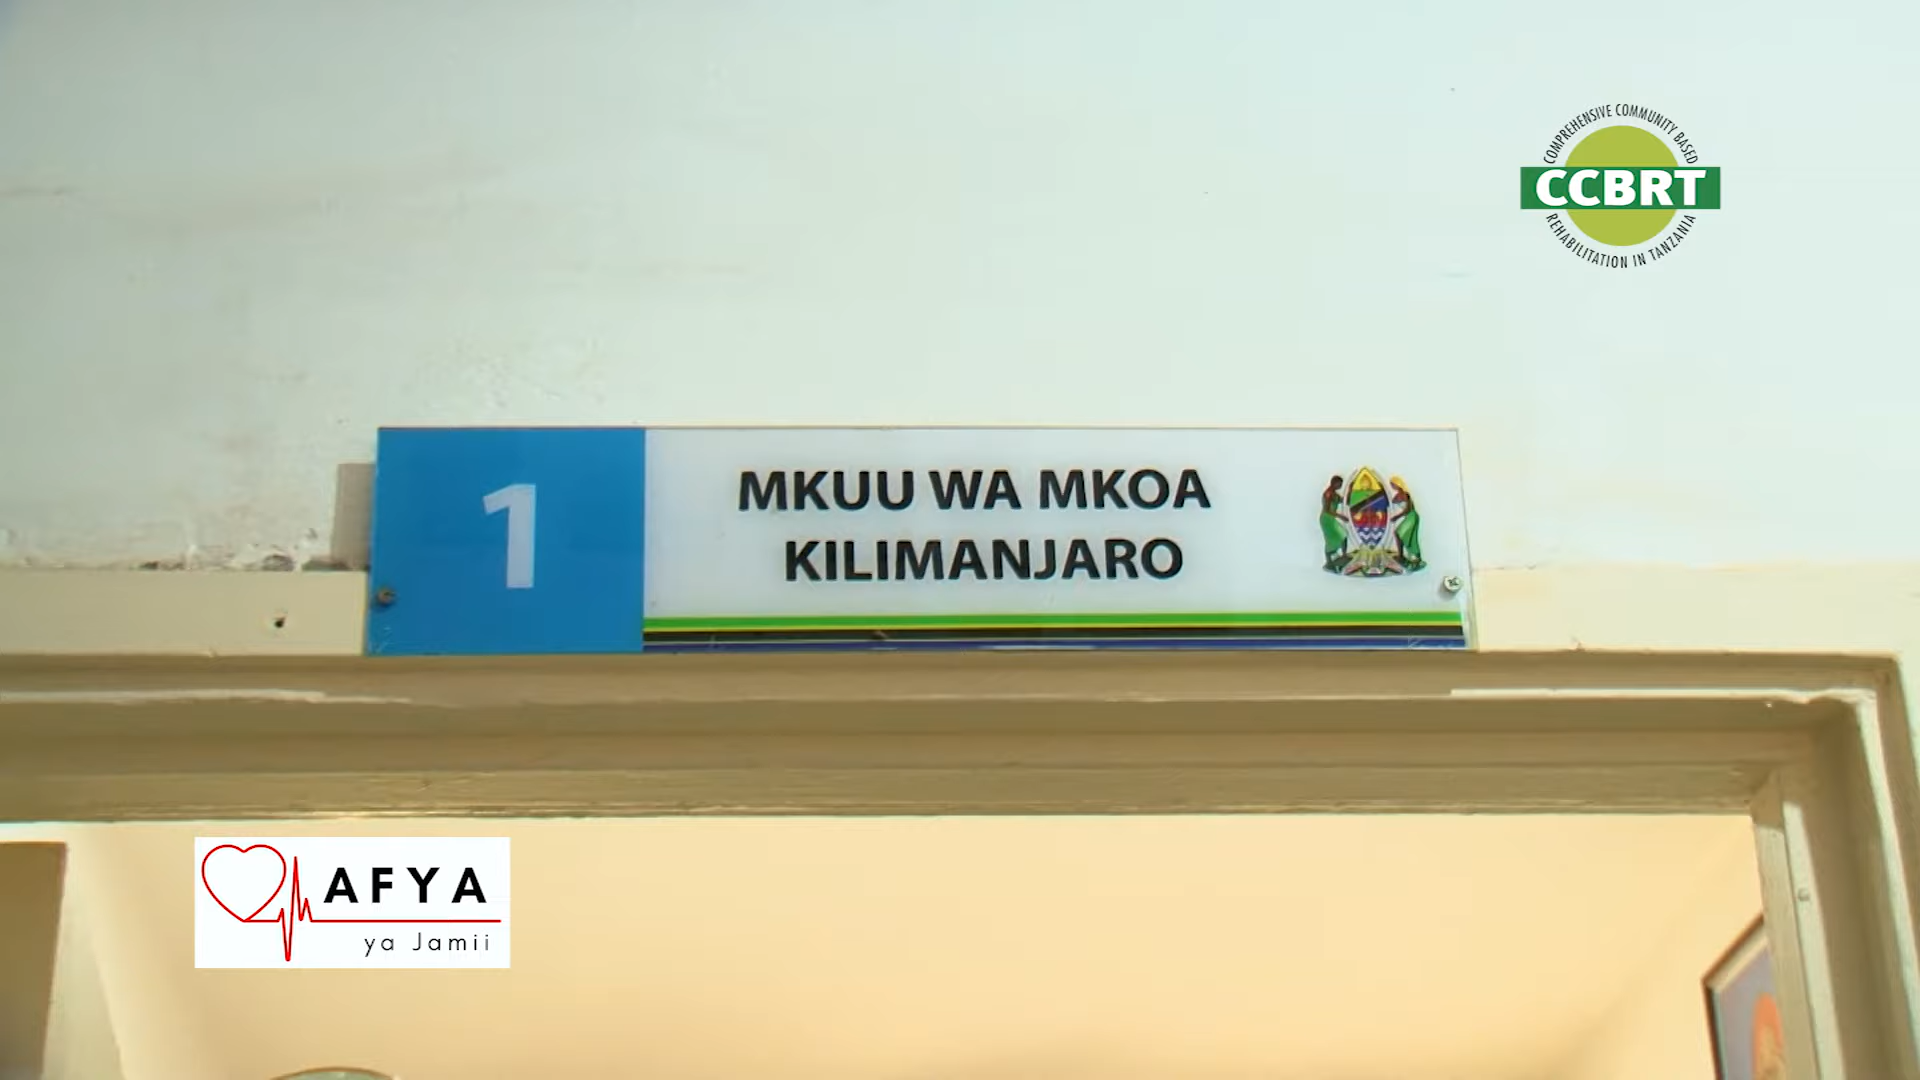 COMPREHENSIVE COMMUNITY BASED
CCBRT
REHABILITATION IN TANZANIA
1
MKUU WA MKOA
KILIMANJARO
AFYA
ya Jamii